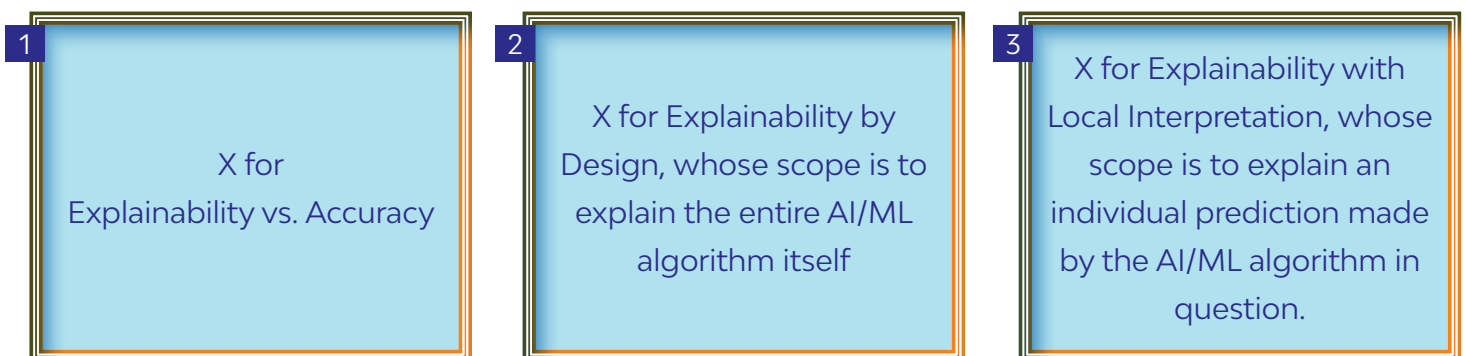 1
X for
Explainability vs. Accuracy
2
X for Explainability by
Design, whose scope is to
explain the entire AI/ML
algorithm itself
3
X for Explainability with
Local Interpretation, whose
scope is to explain an
individual prediction made
by the AI/ML algorithm in
question.